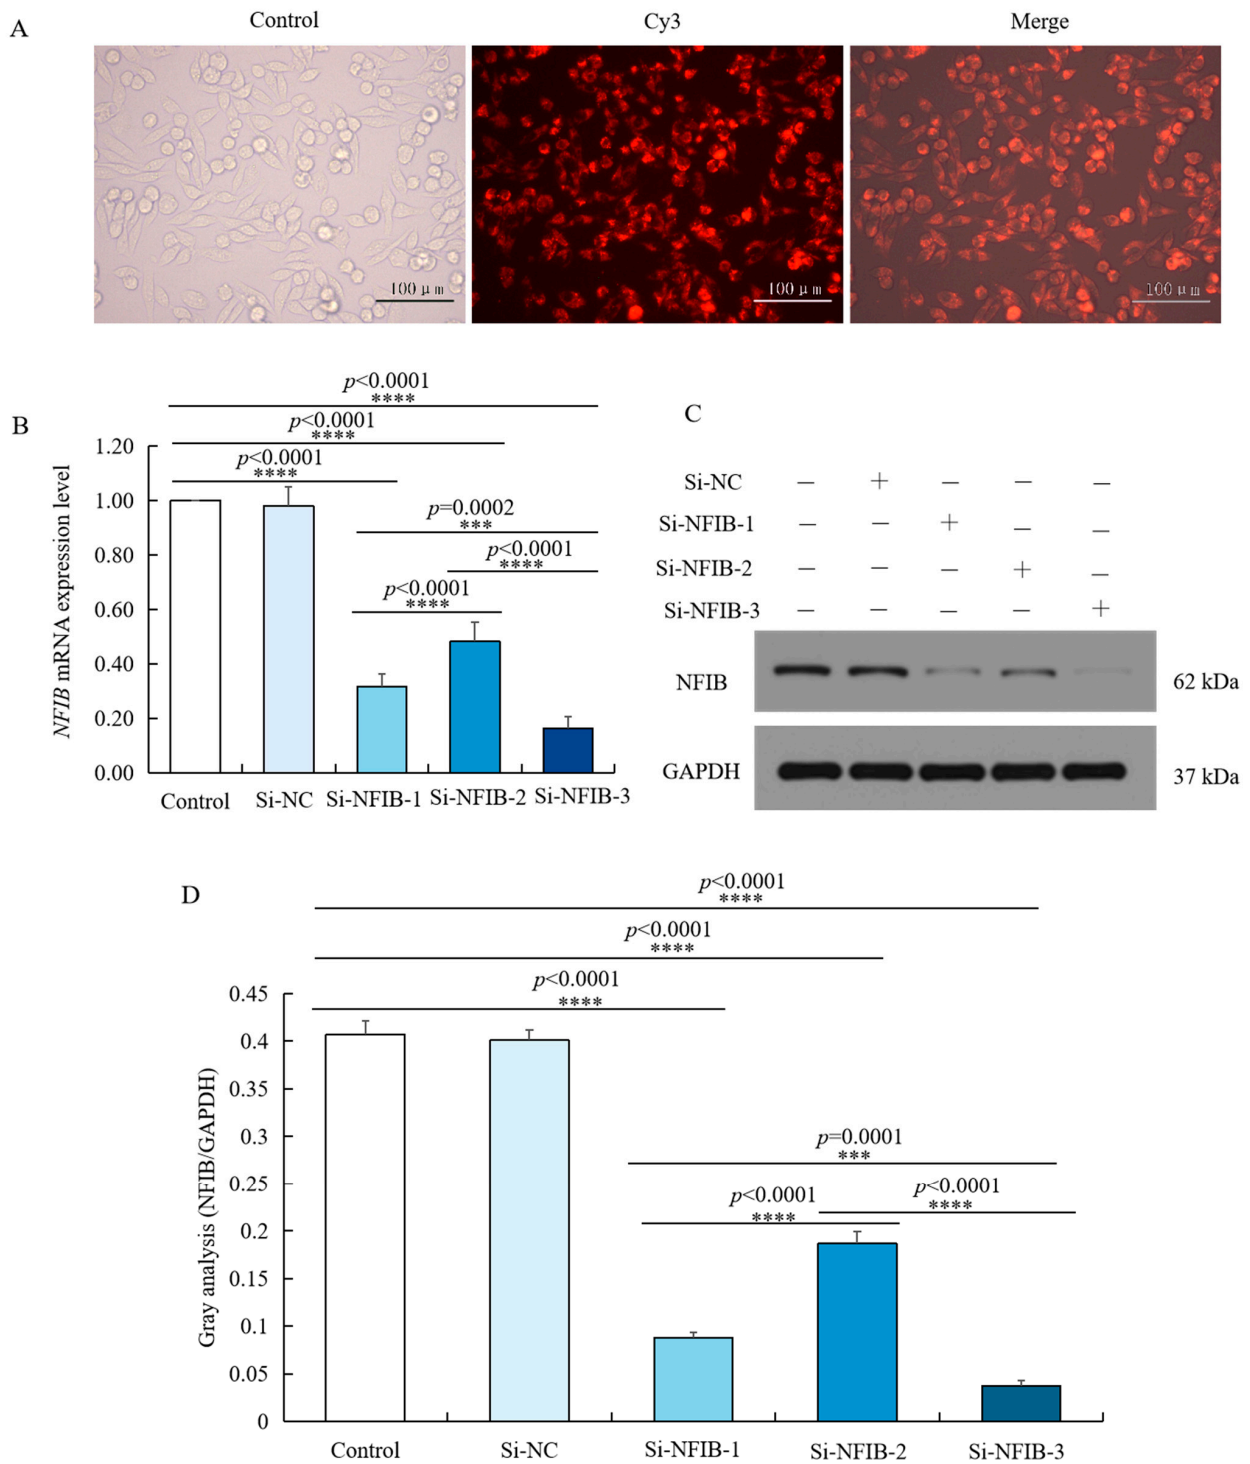 A
Control
Cy3
Merge
100 μm
100 μm
100 μm
B
p<0.0001
****
p<0.0001
****
p<0.0001
****
p=0.0002
***
p<0.0001
****
p<0.0001
****
NFIB mRNA expression level
1.20
1.00
0.80
0.60
0.40
0.20
0.00
Control
Si-NC
Si-NFIB-1
Si-NFIB-2
Si-NFIB-3
C
Si-NC – + – – –
Si-NFIB-1 – – + – –
Si-NFIB-2 – – – + –
Si-NFIB-3 – – – – +
NFIB
62 kDa
GAPDH
37 kDa
D
p<0.0001
****
p<0.0001
****
p<0.0001
****
p=0.0001
***
p<0.0001
****
p<0.0001
****
Gray analysis (NFIB/GAPDH)
0.45
0.4
0.35
0.3
0.25
0.2
0.15
0.1
0.05
0
Control
Si-NC
Si-NFIB-1
Si-NFIB-2
Si-NFIB-3